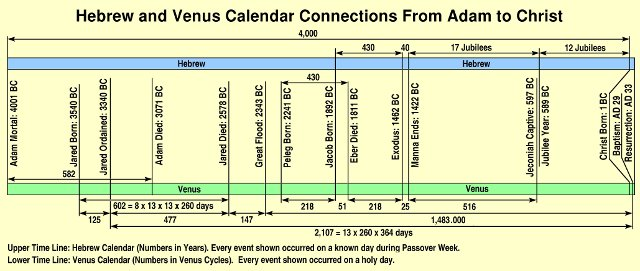 Hebrew and Venus Calendar Connections From Adam to Christ
4,000
430 40 17 Jubilees 12 Jubilees
Hebrew Hebrew
Adam Mortal: 4001 BC
Jared Born: 3540 BC
Jared Ordained: 3340 BC
Adam Died: 3071 BC
Jared Died: 2578 BC
Great Flood: 2343 BC
Peleg Born: 2241 BC
430
Jacob Born: 1892 BC
Eber Died: 1811 BC
Exodus: 1462 BC
Manna Ends: 1422 BC
Jeconiah Captive: 597 BC
Jubilee Year: 589 BC
Christ Born: 1 BC
Baptism: AD 29
Resurrection: AD 33
582
Venus Venus
602 = 8 x 13 x 13 x 260 days 218 51 218 25 516
125 477 147 1,483.000
2,107 = 13 x 260 x 364 days
Upper Time Line: Hebrew Calendar (Numbers in Years). Every event shown occurred on a known day during Passover Week.
Lower Time Line: Venus Calendar (Numbers in Venus Cycles). Every event shown occurred on a holy day.